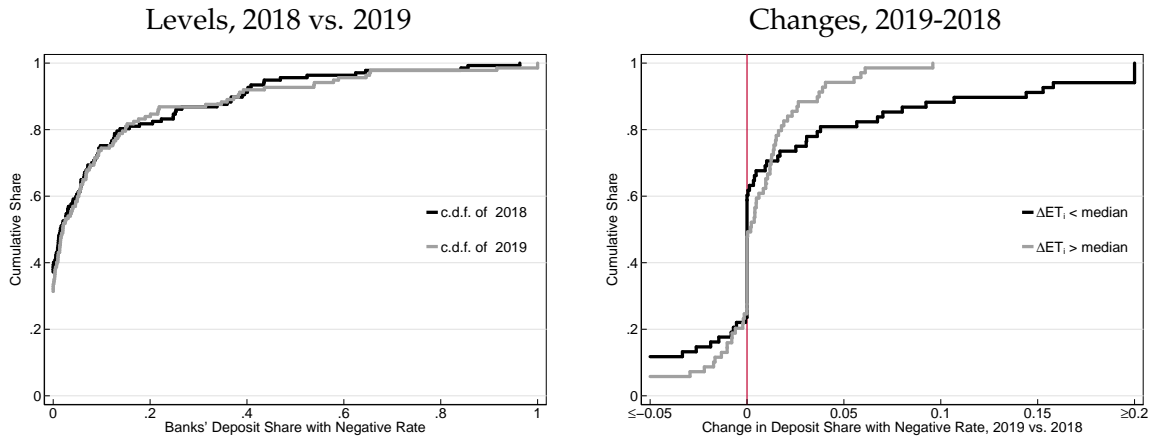 Levels, 2018 vs. 2019
1
.8
.6
.4
.2
0
Cumulative Share
c.d.f. of 2018
c.d.f. of 2019
0
.2
.4
.6
.8
1
Banks' Deposit Share with Negative Rate
Changes, 2019-2018
1
.8
.6
.4
.2
0
Cumulative Share
ΔETᵢ < median
ΔETᵢ > median
≤−0.05
0
0.05
0.1
0.15
≥0.2
Change in Deposit Share with Negative Rate, 2019 vs. 2018